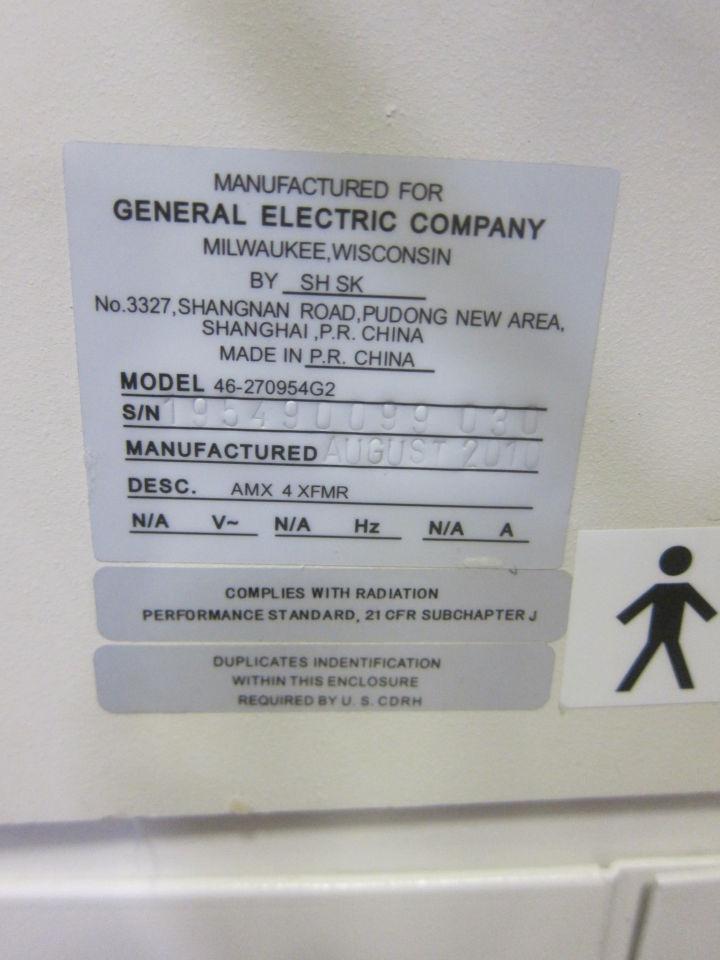 MANUFACTURED FOR
GENERAL ELECTRIC COMPANY
MILWAUKEE,WISCONSIN
BY SH SK
No.3327,SHANGNAN ROAD,PUDONG NEW AREA,
SHANGHAI ,P.R. CHINA
MADE IN P.R. CHINA
MODEL 46-270954G2
S/N 195490099 030
MANUFACTURED AUGUST 2010
DESC. AMX 4 XFMR
N/A V~ N/A Hz N/A A
COMPLIES WITH RADIATION
PERFORMANCE STANDARD, 21 CFR SUBCHAPTER J
DUPLICATES INDENTIFICATION
WITHIN THIS ENCLOSURE
REQUIRED BY U. S. CDRH